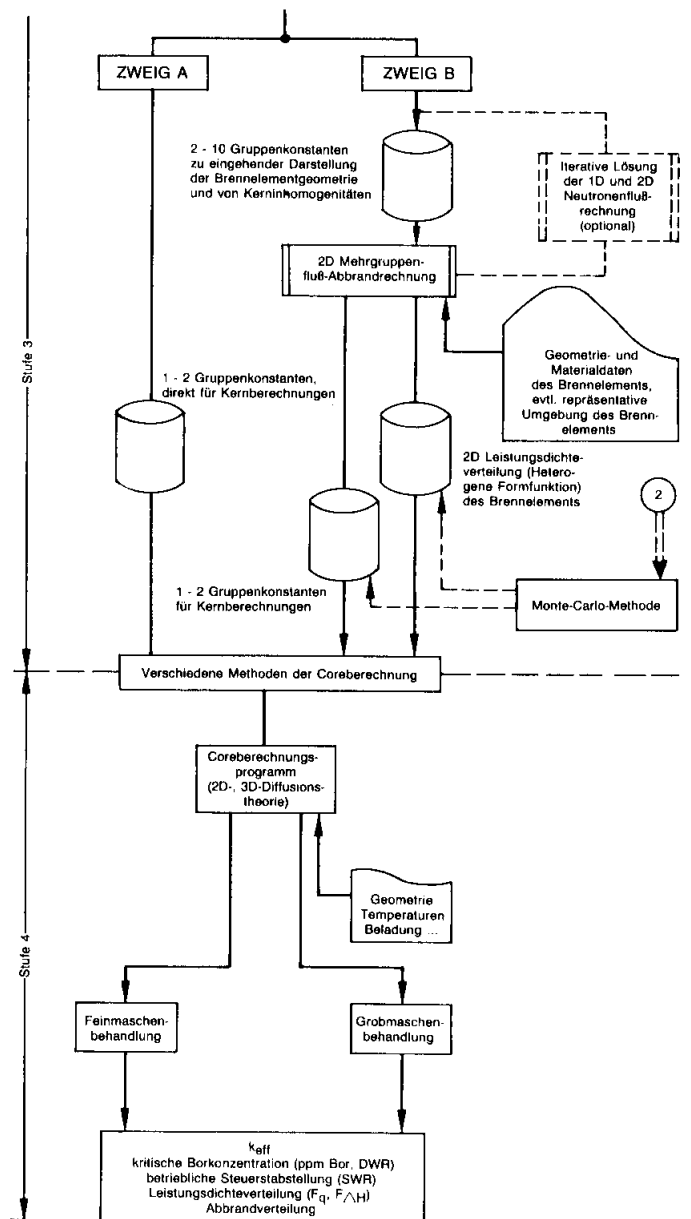 ZWEIG A
ZWEIG B
2 - 10 Gruppenkonstanten
zu eingehender Darstellung
der Brennelementgeometrie
und von Kerninhomogenitäten
Iterative Lösung
der 1D und 2D
Neutronenfluß-
rechnung
(optional)
2D Mehrgruppen-
fluß-Abbrandrechnung
Stufe 3
Geometrie- und
Materialdaten
des Brennelements,
evtl. repräsentative
Umgebung des Brenn-
elements
1 - 2 Gruppenkonstanten,
direkt für Kernberechnungen
2D Leistungsdichte-
verteilung (Hetero-
gene Formfunktion)
des Brennelements
2
1 - 2 Gruppenkonstanten
für Kernberechnungen
Monte-Carlo-Methode
Verschiedene Methoden der Coreberechnung
Coreberechnungs-
programm
(2D-, 3D-Diffusions-
theorie)
Geometrie
Temperaturen
Beladung ...
Stufe 4
Feinmaschen-
behandlung
Grobmaschen-
behandlung
keff
kritische Borkonzentration (ppm Bor, DWR)
betriebliche Steuerstabstellung (SWR)
Leistungsdichteverteilung (Fq, F△H)
Abbrandverteilung